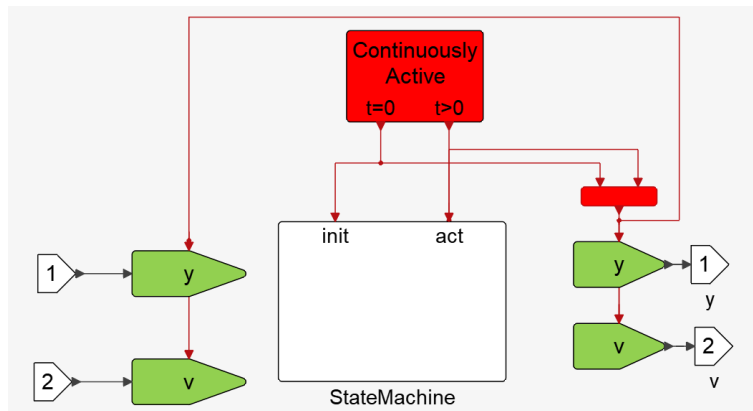 Continuously
Active
t=0 t>0
init act
1
y
y
1
y
2
v
v
2
v
StateMachine